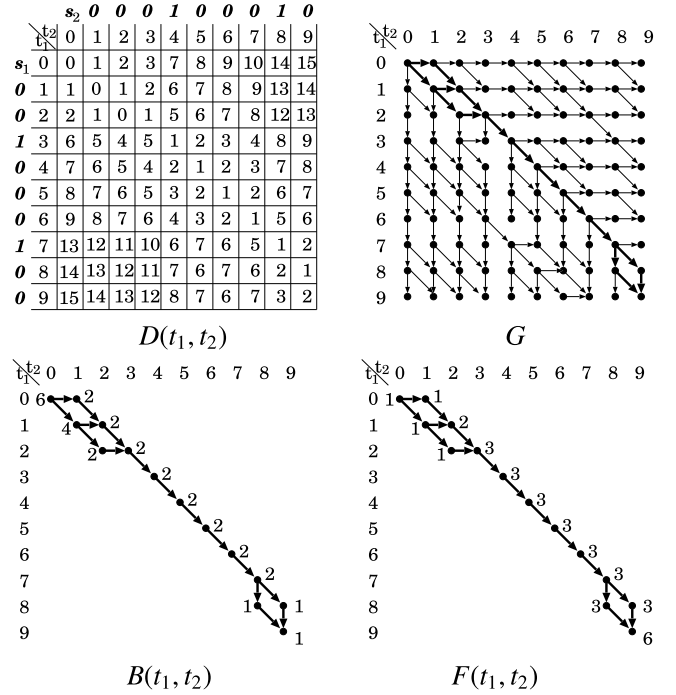 s₂ 0 0 0 1 0 0 0 1 0
t₁ t₂ 0 1 2 3 4 5 6 7 8 9
s₁ 0 0 1 2 3 7 8 9 10 14 15
0 1 1 0 1 2 6 7 8 9 13 14
0 2 2 1 0 1 5 6 7 8 12 13
1 3 6 5 4 5 1 2 3 4 8 9
0 4 7 6 5 4 2 1 2 3 7 8
0 5 8 7 6 5 3 2 1 2 6 7
0 6 9 8 7 6 4 3 2 1 5 6
1 7 13 12 11 10 6 7 6 5 1 2
0 8 14 13 12 11 7 6 7 6 2 1
0 9 15 14 13 12 8 7 6 7 3 2
D(t₁, t₂)
t₁ t₂ 0 1 2 3 4 5 6 7 8 9
0
1
2
3
4
5
6
7
8
9
G
t₁ t₂ 0 1 2 3 4 5 6 7 8 9
0 6 2
1 4 2
2 2 2
3 2
4 2
5 2
6 2
7 2
8 1 1
9 1
B(t₁, t₂)
t₁ t₂ 0 1 2 3 4 5 6 7 8 9
0 1 1
1 1 2
2 1 3
3 3
4 3
5 3
6 3
7 3
8 3 3
9 6
F(t₁, t₂)